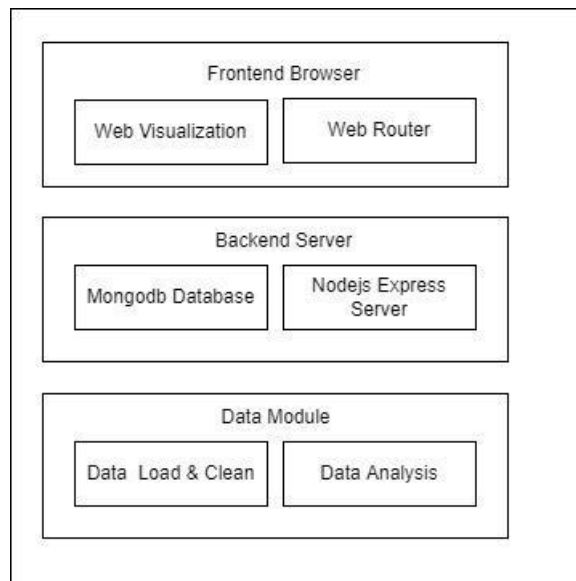 Frontend Browser
Web Visualization
Web Router
Backend Server
Mongodb Database
Nodejs Express
Server
Data Module
Data Load & Clean
Data Analysis